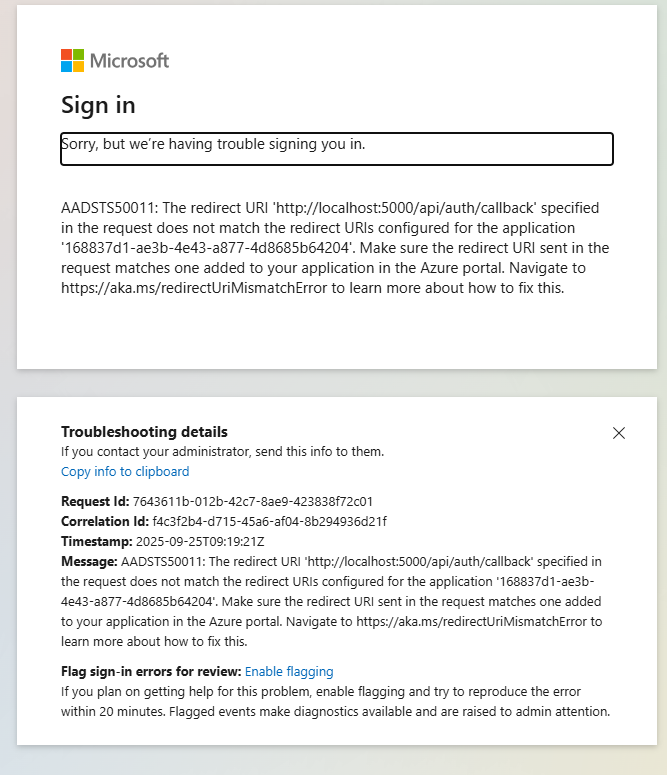 Microsoft
Sign in
Sorry, but we're having trouble signing you in.
AADSTS50011: The redirect URI 'http://localhost:5000/api/auth/callback' specified
in the request does not match the redirect URIs configured for the application
'168837d1-ae3b-4e43-a877-4d8685b64204'. Make sure the redirect URI sent in the
request matches one added to your application in the Azure portal. Navigate to
https://aka.ms/redirectUriMismatchError to learn more about how to fix this.
Troubleshooting details
If you contact your administrator, send this info to them.
Copy info to clipboard
Request Id: 7643611b-012b-42c7-8ae9-423838f72c01
Correlation Id: f4c3f2b4-d715-45a6-af04-8b294936d21f
Timestamp: 2025-09-25T09:19:21Z
Message: AADSTS50011: The redirect URI 'http://localhost:5000/api/auth/callback' specified in
the request does not match the redirect URIs configured for the application '168837d1-ae3b-
4e43-a877-4d8685b64204'. Make sure the redirect URI sent in the request matches one added
to your application in the Azure portal. Navigate to https://aka.ms/redirectUriMismatchError to
learn more about how to fix this.
Flag sign-in errors for review: Enable flagging
If you plan on getting help for this problem, enable flagging and try to reproduce the error
within 20 minutes. Flagged events make diagnostics available and are raised to admin attention.